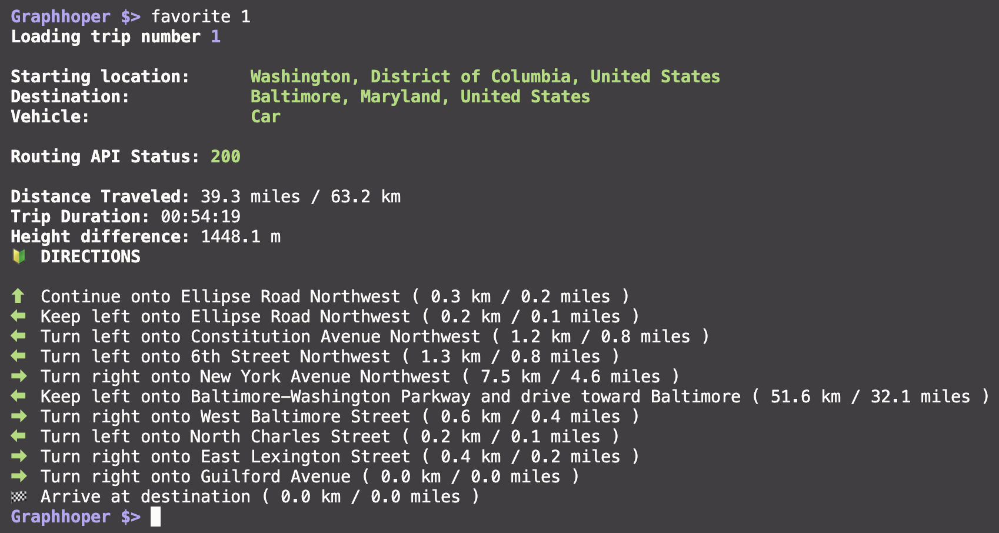 Graphhoper $> favorite 1
Loading trip number 1
Starting location: Washington, District of Columbia, United States
Destination: Baltimore, Maryland, United States
Vehicle: Car
Routing API Status: 200
Distance Traveled: 39.3 miles / 63.2 km
Trip Duration: 00:54:19
Height difference: 1448.1 m
🔰 DIRECTIONS
⬆ Continue onto Ellipse Road Northwest ( 0.3 km / 0.2 miles )
⬅ Keep left onto Ellipse Road Northwest ( 0.2 km / 0.1 miles )
⬅ Turn left onto Constitution Avenue Northwest ( 1.2 km / 0.8 miles )
⬅ Turn left onto 6th Street Northwest ( 1.3 km / 0.8 miles )
➡ Turn right onto New York Avenue Northwest ( 7.5 km / 4.6 miles )
⬅ Keep left onto Baltimore–Washington Parkway and drive toward Baltimore ( 51.6 km / 32.1 miles )
➡ Turn right onto West Baltimore Street ( 0.6 km / 0.4 miles )
⬅ Turn left onto North Charles Street ( 0.2 km / 0.1 miles )
➡ Turn right onto East Lexington Street ( 0.4 km / 0.2 miles )
➡ Turn right onto Guilford Avenue ( 0.0 km / 0.0 miles )
🏁 Arrive at destination ( 0.0 km / 0.0 miles )
Graphhoper $>